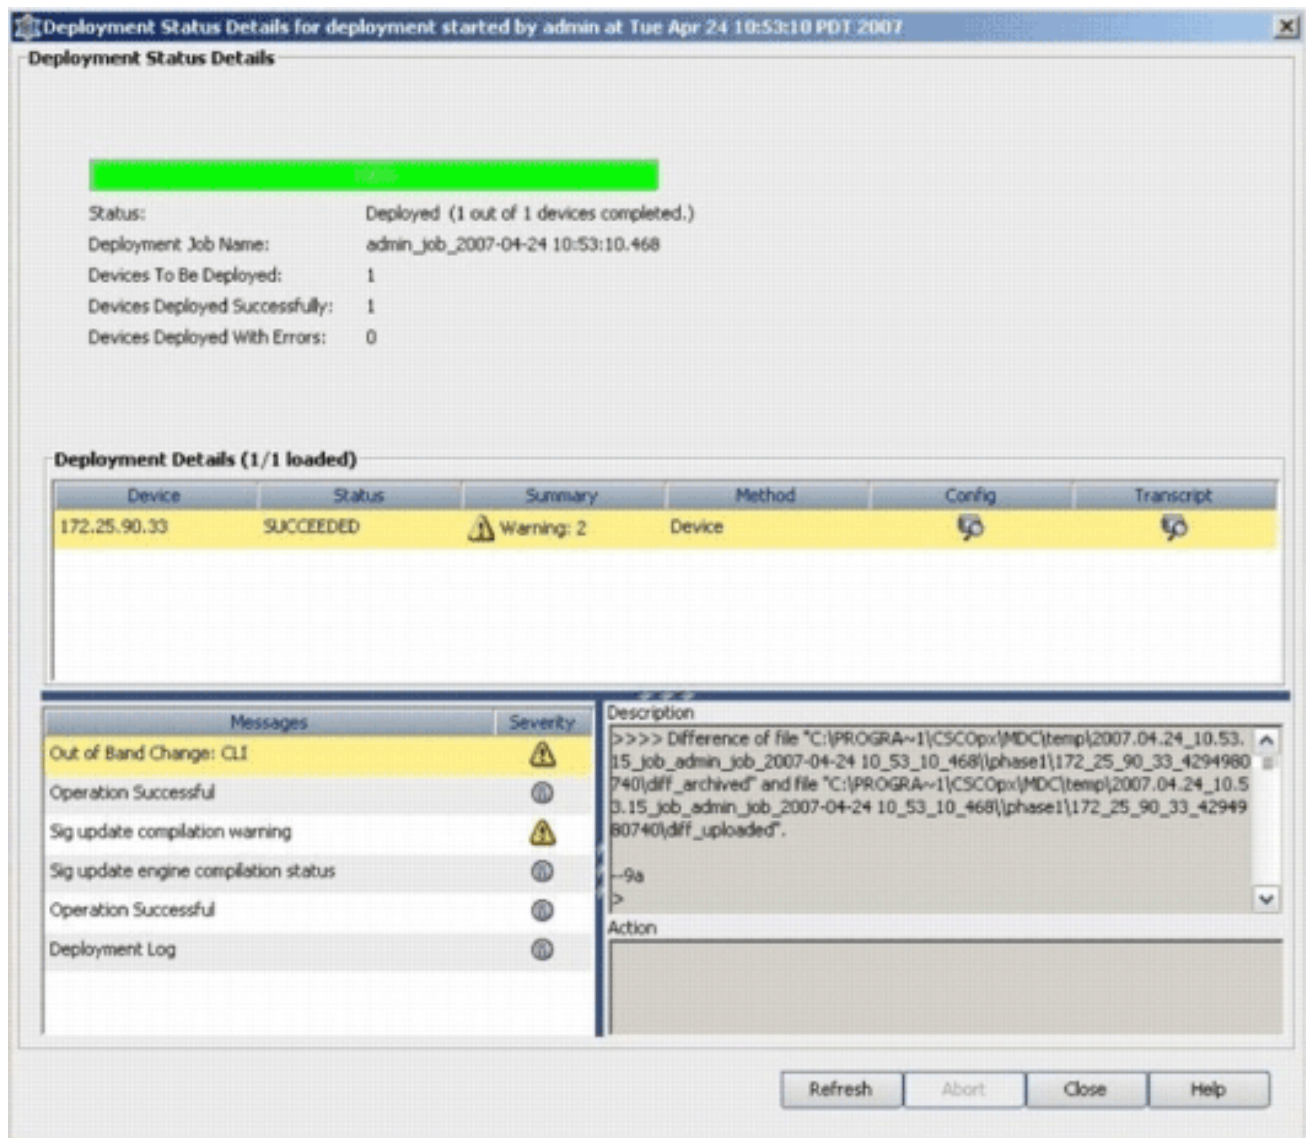 Deployment Status Details for deployment started by admin at Tue Apr 24 10:53:10 PDT 2007
Deployment Status Details
Status: Deployed (1 out of 1 devices completed.)
Deployment Job Name: admin_job_2007-04-24 10:53:10.468
Devices To Be Deployed: 1
Devices Deployed Successfully: 1
Devices Deployed With Errors: 0
Deployment Details (1/1 loaded)
Device Status Summary Method Config Transcript
172.25.90.33 SUCCEEDED Warning: 2 Device
Messages Severity
Out of Band Change: CLI
Operation Successful
Sig update compilation warning
Sig update engine compilation status
Operation Successful
Deployment Log
Description
>>>> Difference of file "C:\PROGRA~1\CSCOpx\MDC\temp\2007.04.24_10.53.
15_job_admin_job_2007-04-24 10_53_10_468\\phase1\172_25_90_33_4294980
740\diff_archived" and file "C:\PROGRA~1\CSCOpx\MDC\temp\2007.04.24_10.5
3.15_job_admin_job_2007-04-24 10_53_10_468\\phase1\172_25_90_33_42949
80740\diff_uploaded".
--9a
>
Action
Refresh Abort Close Help